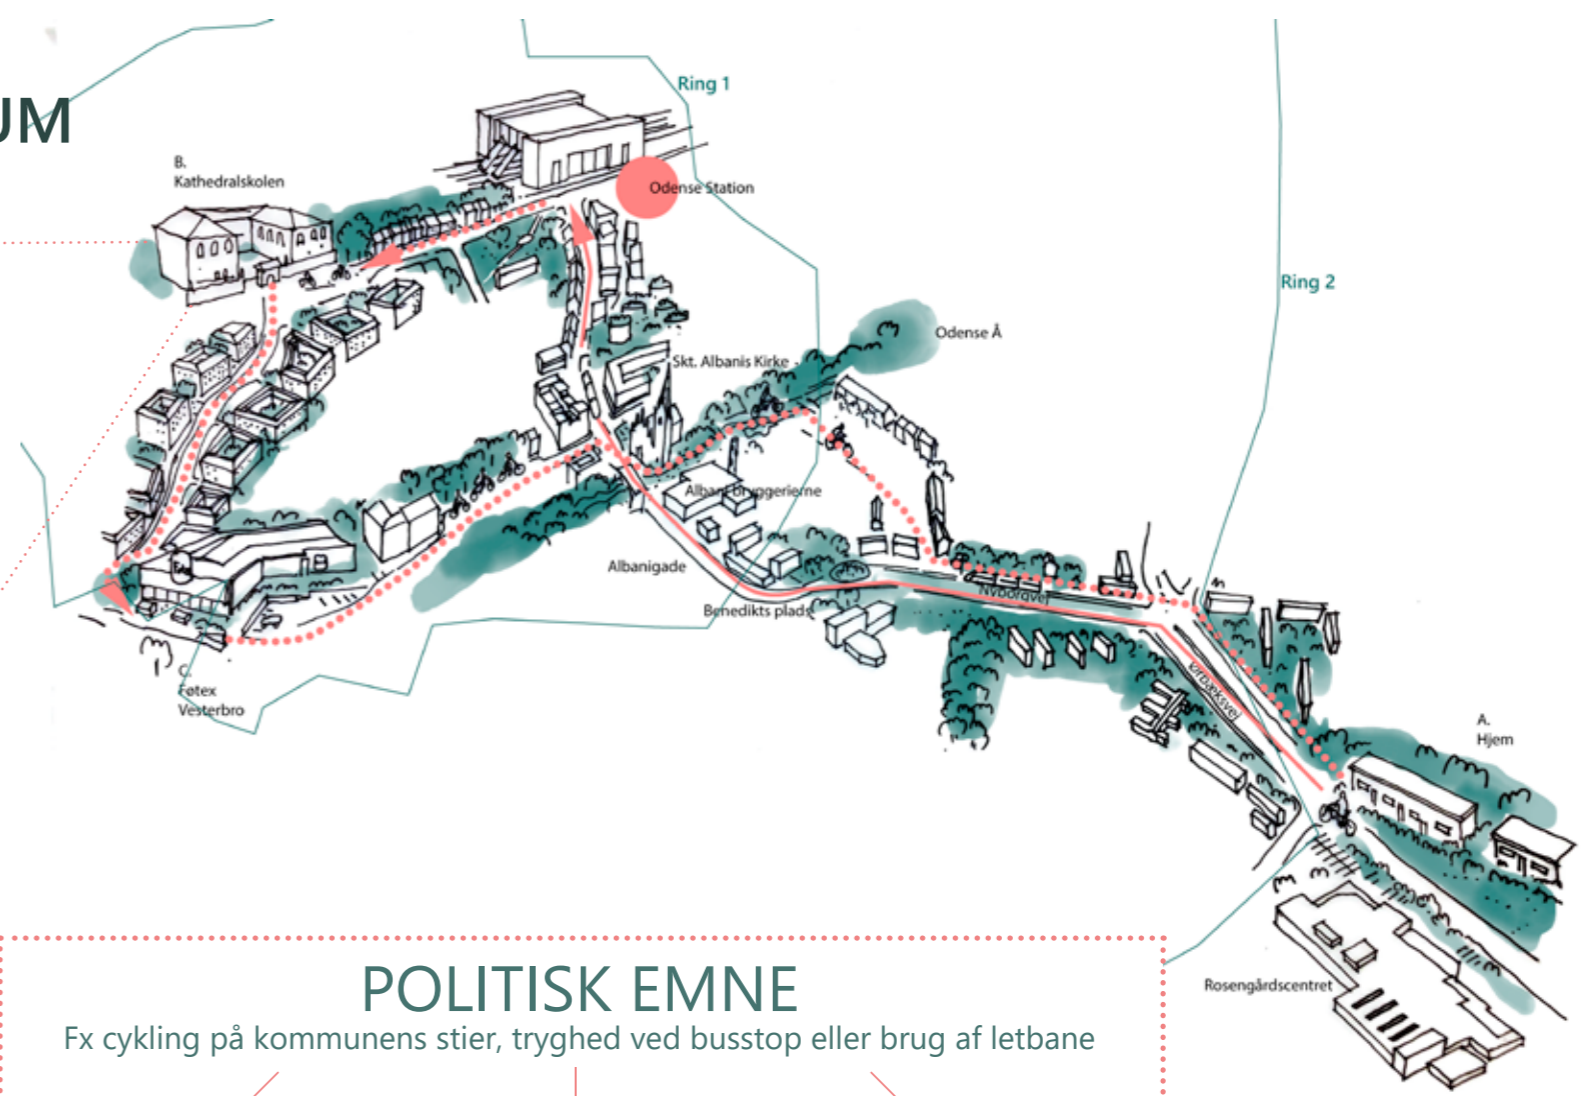 Ring 1
UM
B.
Kathedralskolen
Odense Station
Ring 2
Odense Å
Skt. Albanis Kirke
Albani bryggerierne
Albanigade
Nyborgvej
Benedikts plads
Ørbæksvej
C.
Føtex
Vesterbro
A.
Hjem
Rosengårdscentret
POLITISK EMNE
Fx cykling på kommunens stier, tryghed ved busstop eller brug af letbane